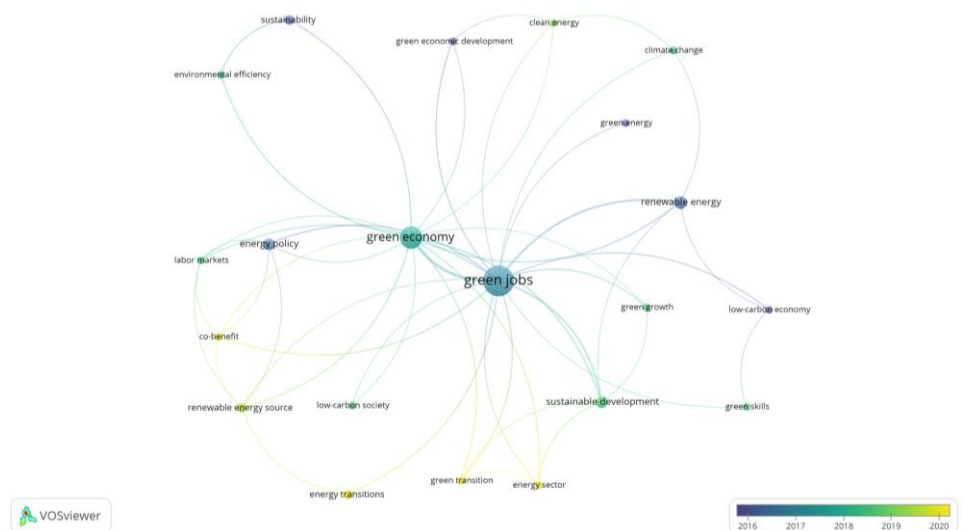 sustainability
clean energy
green economic development
climate change
environmental efficiency
green energy
renewable energy
green economy
energy policy
labor markets
green jobs
green growth
low-carbon economy
co-benefit
sustainable development
low-carbon society
green skills
renewable energy source
green transition
energy sector
energy transitions
VOSviewer
2016 2017 2018 2019 2020